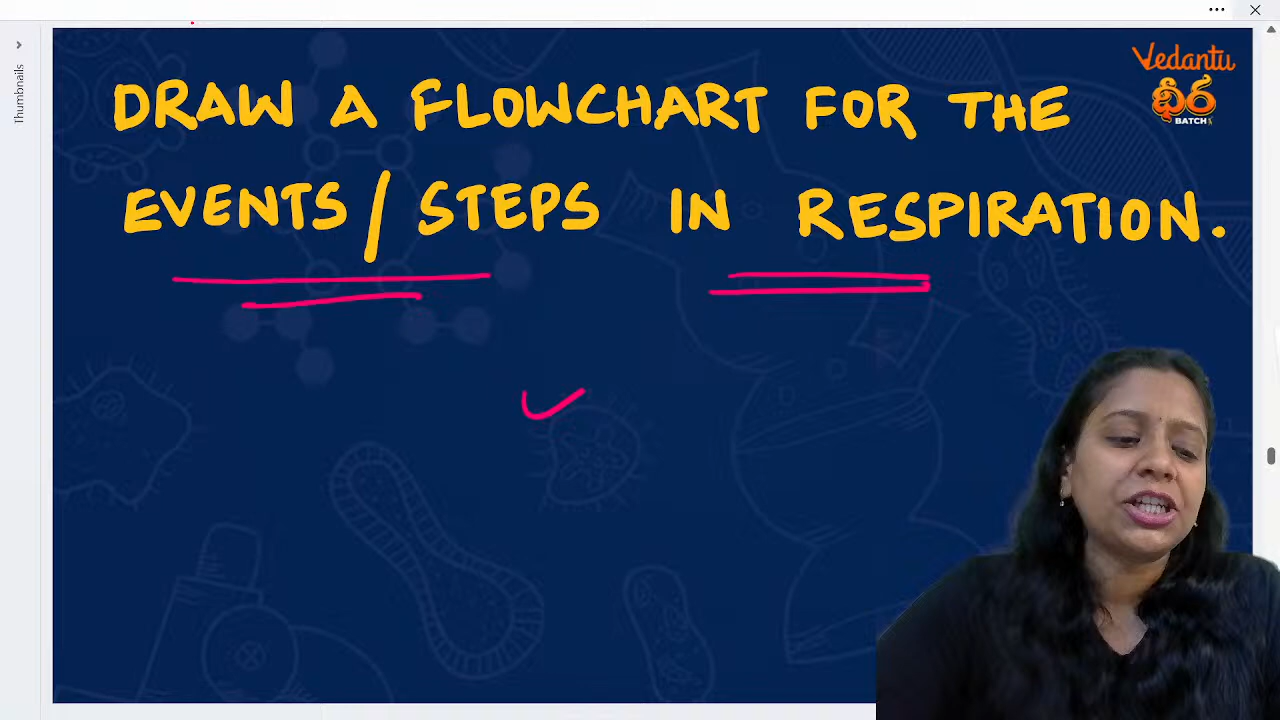 Thumbnails
DRAW A FLOWCHART FOR THE
EVENTS / STEPS IN RESPIRATION.
Vedantu
ధీర
BATCH